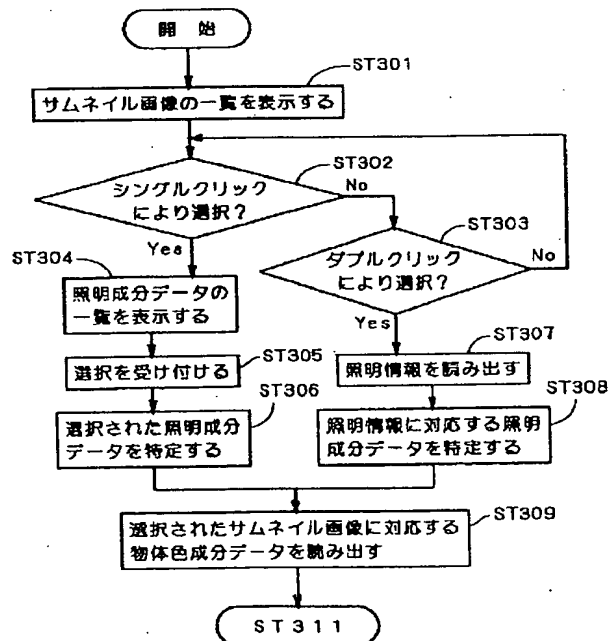 開始
ST301
サムネイル画像の一覧を表示する
ST302
シングルクリック
により選択？
No
Yes
ST303
ダブルクリック
により選択？
No
Yes
ST304
照明成分データの
一覧を表示する
ST305
選択を受け付ける
ST306
選択された照明成分
データを特定する
ST307
照明情報を読み出す
ST308
照明情報に対応する照明
成分データを特定する
ST309
選択されたサムネイル画像に対応する
物体色成分データを読み出す
ST311